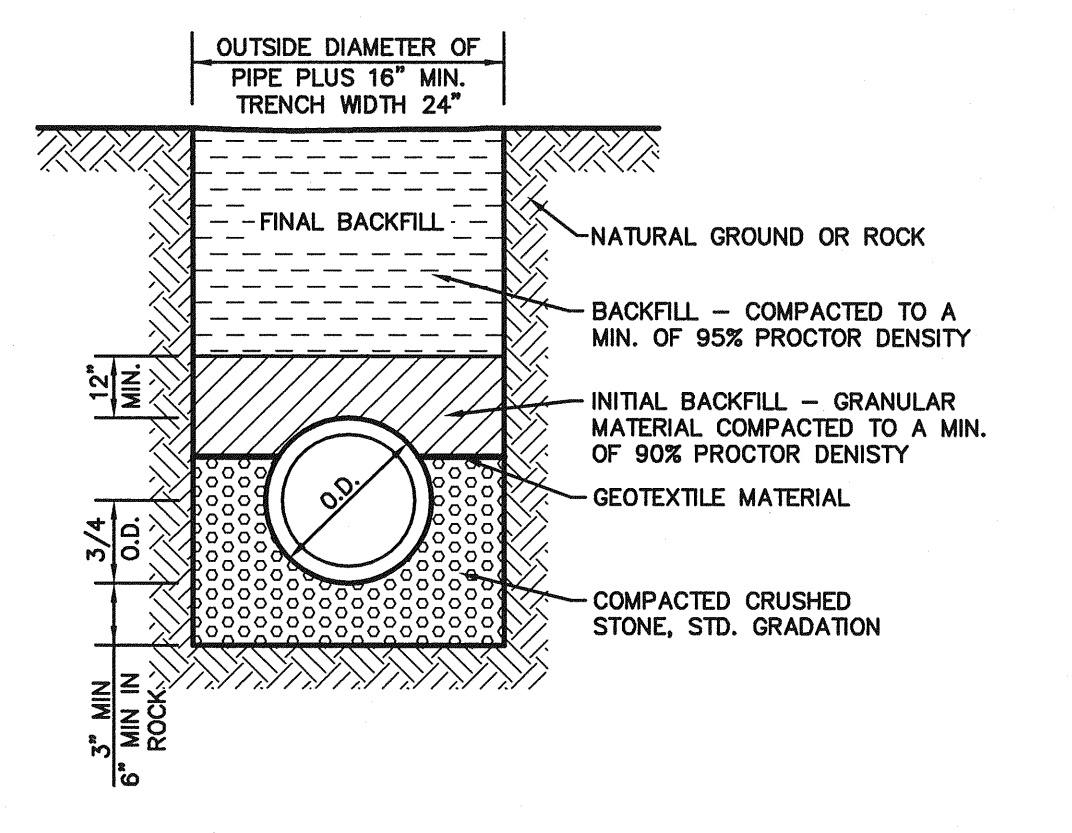 OUTSIDE DIAMETER OF
PIPE PLUS 16" MIN.
TRENCH WIDTH 24"
FINAL BACKFILL
NATURAL GROUND OR ROCK
BACKFILL – COMPACTED TO A
MIN. OF 95% PROCTOR DENSITY
12"
MIN.
INITIAL BACKFILL – GRANULAR
MATERIAL COMPACTED TO A MIN.
OF 90% PROCTOR DENISTY
GEOTEXTILE MATERIAL
O.D.
3/4
O.D.
COMPACTED CRUSHED
STONE, STD. GRADATION
3" MIN
6" MIN IN
ROCK